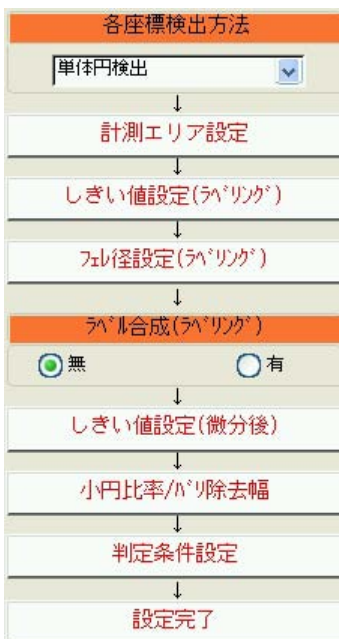 各座標検出方法
単体円検出
↓
計測エリア設定
↓
しきい値設定(ﾗﾍﾞﾘﾝｸﾞ)
↓
ﾌｪﾚ径設定(ﾗﾍﾞﾘﾝｸﾞ)
↓
ﾗﾍﾞﾙ合成(ﾗﾍﾞﾘﾝｸﾞ)
無 有
↓
しきい値設定(微分後)
↓
小円比率/ﾊﾞﾘ除去幅
↓
判定条件設定
↓
設定完了